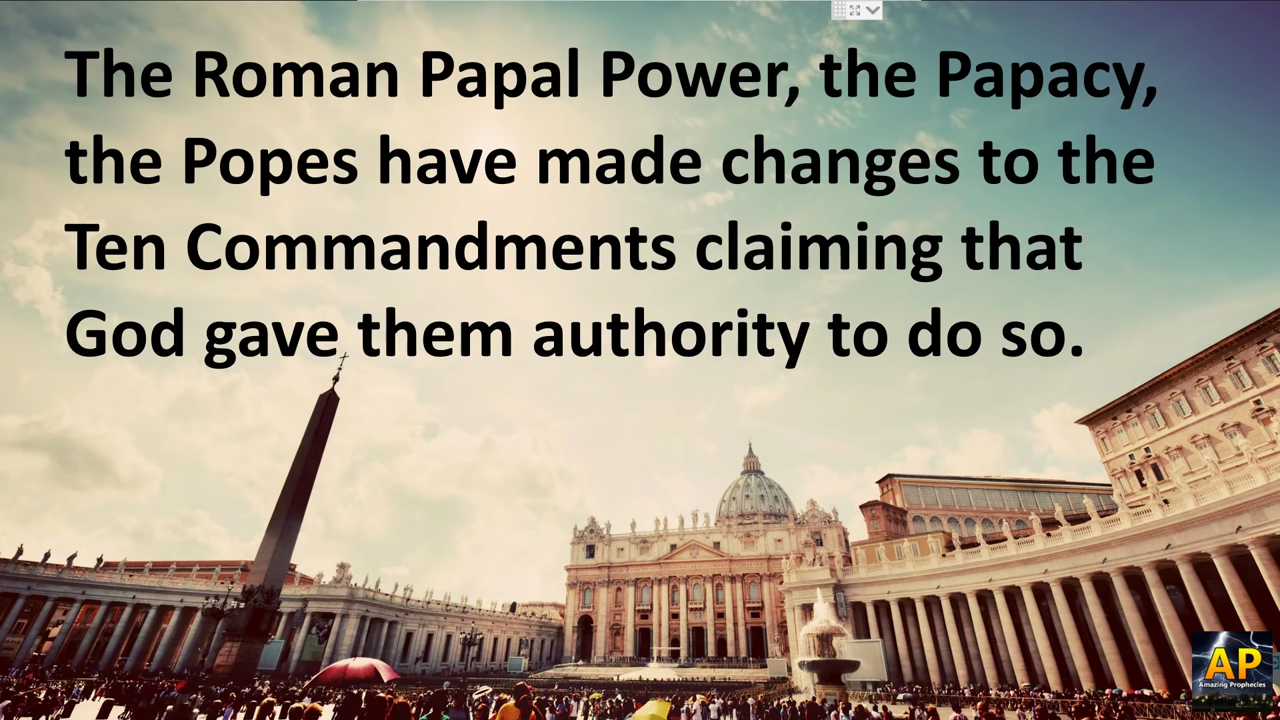 The Roman Papal Power, the Papacy,
the Popes have made changes to the
Ten Commandments claiming that
God gave them authority to do so.
AP
Amazing Prophecies